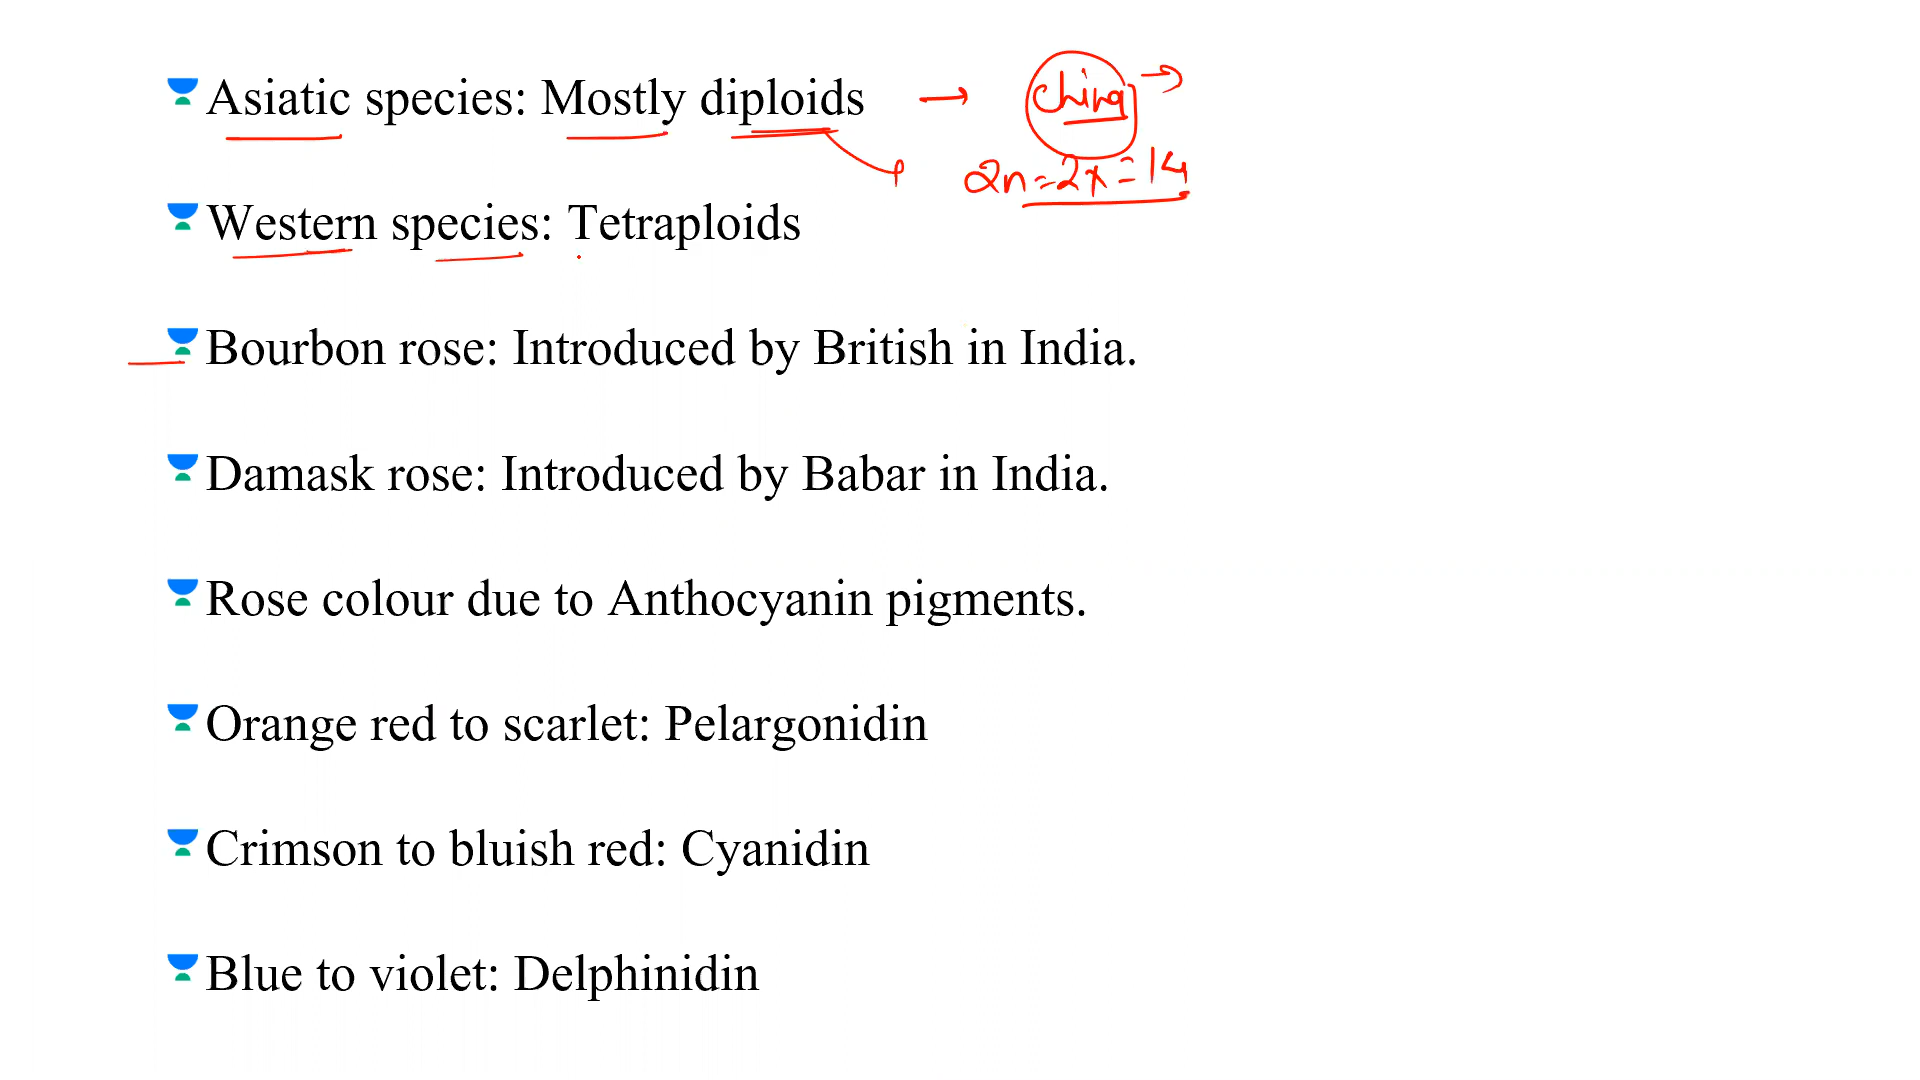 Asiatic species: Mostly diploids → China →
2n=2x=14
Western species: Tetraploids
Bourbon rose: Introduced by British in India.
Damask rose: Introduced by Babar in India.
Rose colour due to Anthocyanin pigments.
Orange red to scarlet: Pelargonidin
Crimson to bluish red: Cyanidin
Blue to violet: Delphinidin